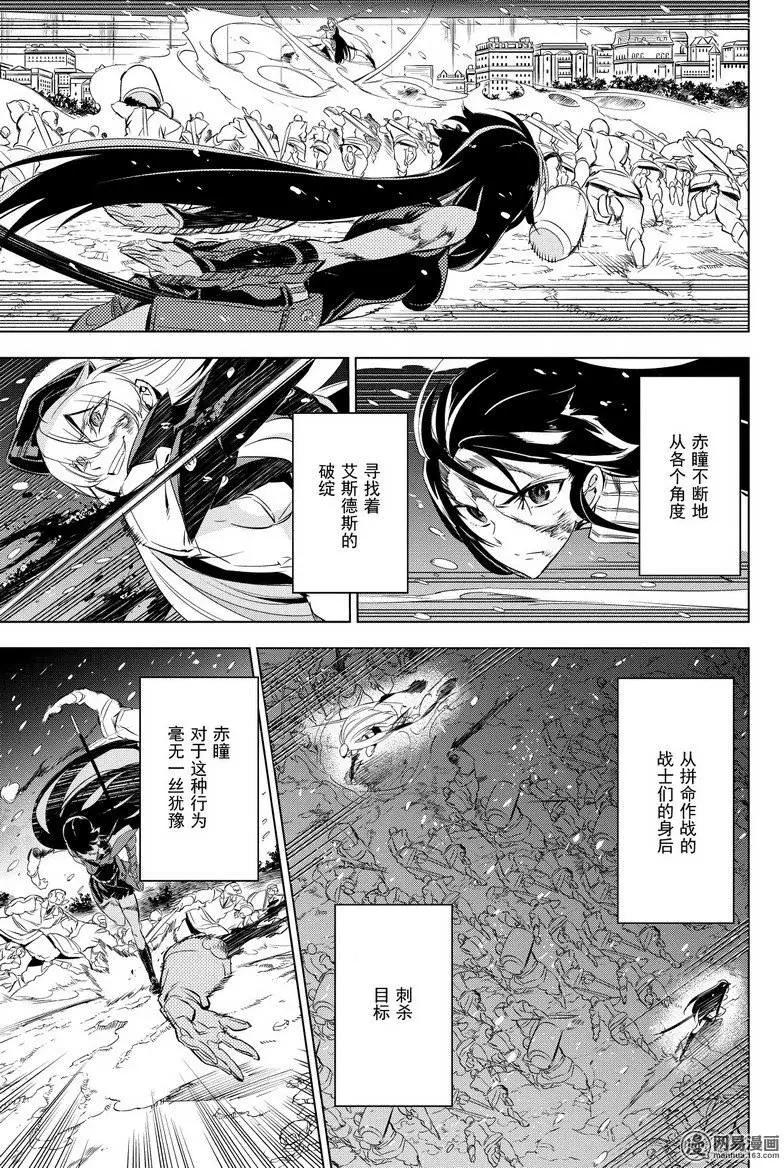 赤瞳不断地
从各个角度
寻找着
艾斯德斯的
破绽
从拼命作战的
战士们的身后
刺杀
目标
赤瞳
对于这种行为
毫无一丝犹豫
漫 网易漫画
manhua.163.com